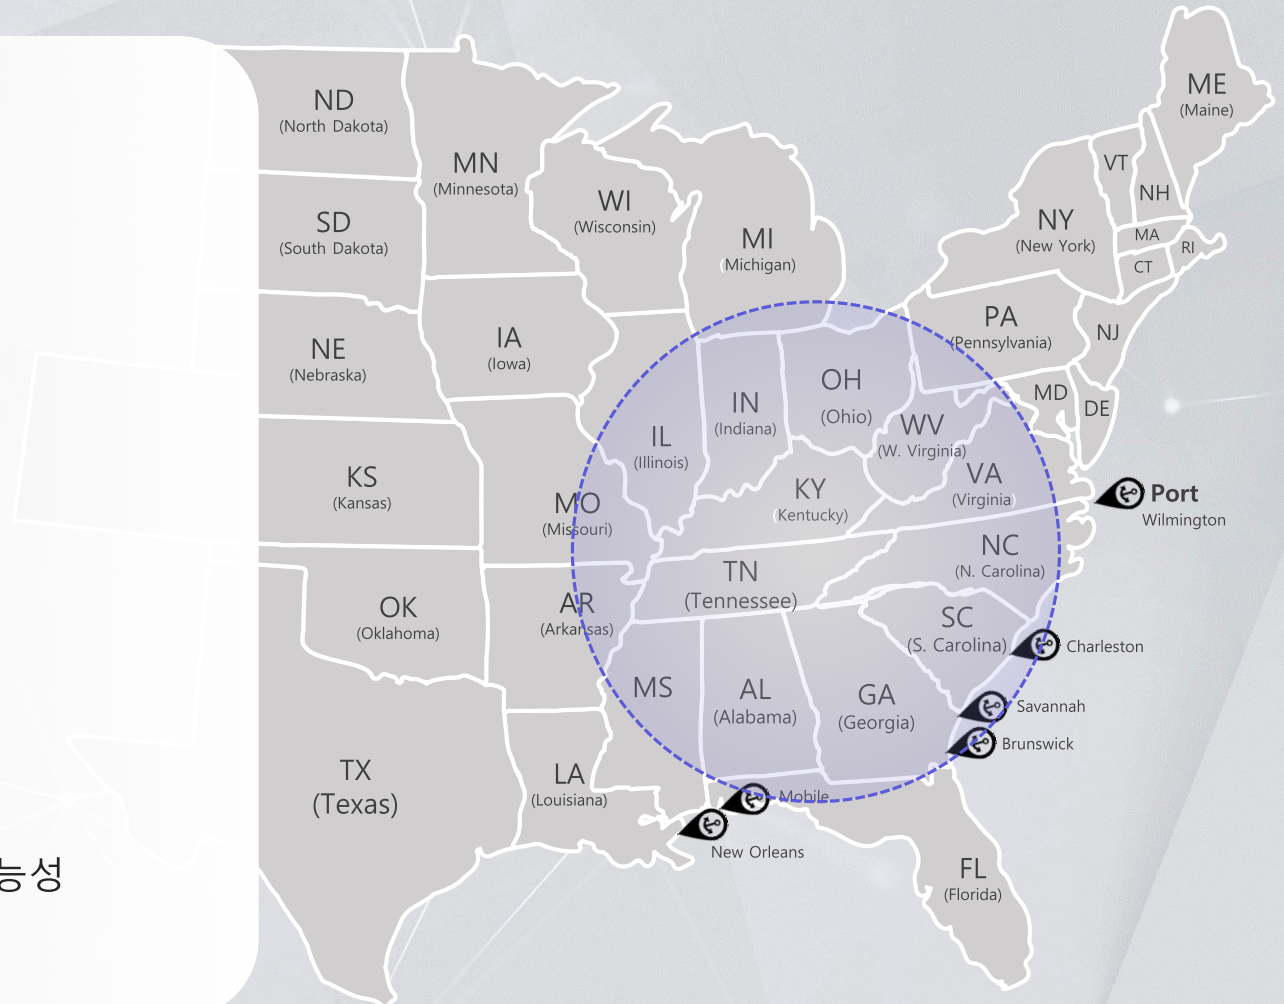 ME
(Maine)
ND
(North Dakota)
MN
(Minnesota)
VT
NH
WI
(Wisconsin)
SD
(South Dakota)
NY
(New York)
MI
(Michigan)
MA
RI
CT
PA
(Pennsylvania)
NJ
IA
(Iowa)
NE
(Nebraska)
OH
(Ohio)
MD
DE
IN
(Indiana)
WV
(W. Virginia)
IL
(Illinois)
KS
(Kansas)
VA
(Virginia)
KY
(Kentucky)
Port
Wilmington
MO
(Missouri)
NC
(N. Carolina)
TN
(Tennessee)
OK
(Oklahoma)
AR
(Arkansas)
SC
(S. Carolina)
Charleston
MS
AL
(Alabama)
GA
(Georgia)
Savannah
Brunswick
TX
(Texas)
LA
(Louisiana)
Mobile
New Orleans
FL
(Florida)
능성